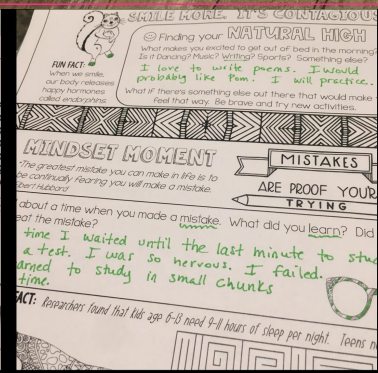 SMILE MORE. IT'S CONTAGIOUS
☺ Finding your NATURAL HIGH
What makes you excited to get out of bed in the morning?
Is it Dancing? Music? Writing? Sports? Something else?
I love to write poems. I would
probably like Pom. I will practice.
What if there's something else out there that would make
feel that way. Be brave and try new activities.
FUN FACT:
When we smile,
our body releases
happy hormones
called endorphins
MINDSET MOMENT
"The greatest mistake you can make in life is to
be continually fearing you will make a mistake.
Elbert Hubbard
MISTAKES
ARE PROOF YOUR
TRYING
about a time when you made a mistake. What did you learn? Did
eat the mistake?
time I waited until the last minute to stud
a test. I was so nervous. I failed.
arned to study in small chunks
time.
FACT: Researchers found that kids age 6-13 need 9-11 hours of sleep per night. Teens n